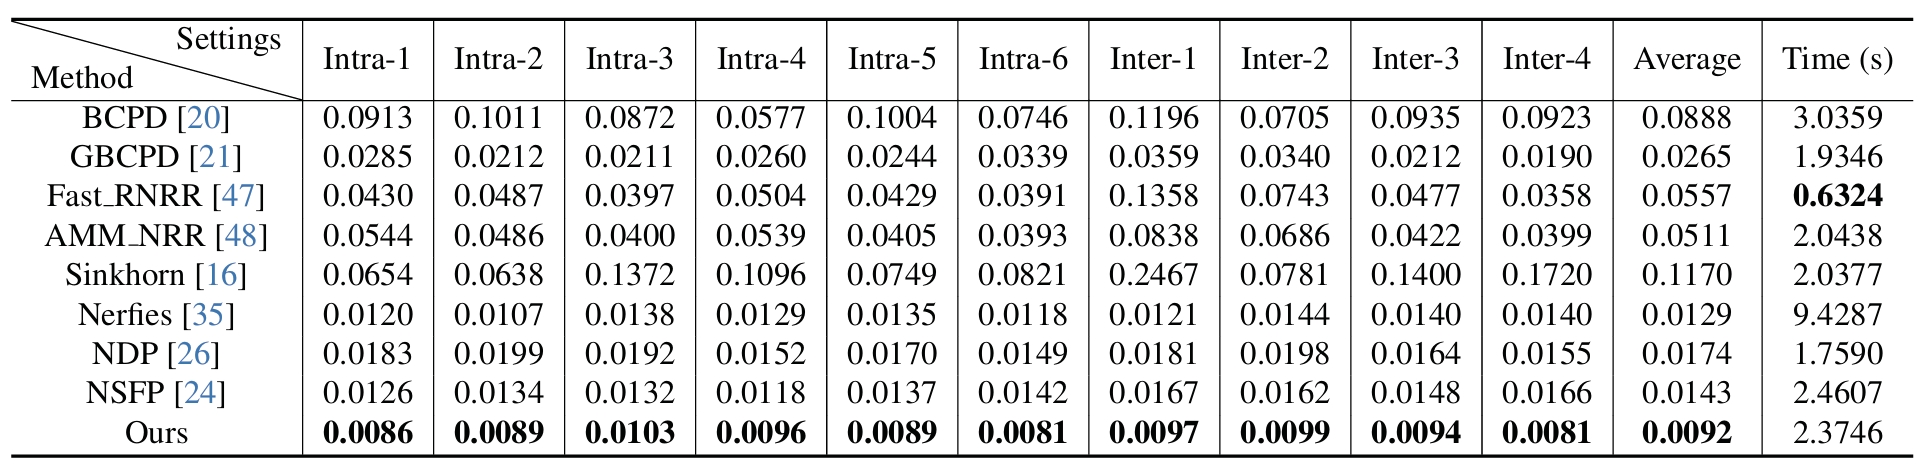 Settings
Method
Intra-1 Intra-2 Intra-3 Intra-4 Intra-5 Intra-6 Inter-1 Inter-2 Inter-3 Inter-4 Average Time (s)
BCPD [20] 0.0913 0.1011 0.0872 0.0577 0.1004 0.0746 0.1196 0.0705 0.0935 0.0923 0.0888 3.0359
GBCPD [21] 0.0285 0.0212 0.0211 0.0260 0.0244 0.0339 0.0359 0.0340 0.0212 0.0190 0.0265 1.9346
Fast_RNRR [47] 0.0430 0.0487 0.0397 0.0504 0.0429 0.0391 0.1358 0.0743 0.0477 0.0358 0.0557 0.6324
AMM_NRR [48] 0.0544 0.0486 0.0400 0.0539 0.0405 0.0393 0.0838 0.0686 0.0422 0.0399 0.0511 2.0438
Sinkhorn [16] 0.0654 0.0638 0.1372 0.1096 0.0749 0.0821 0.2467 0.0781 0.1400 0.1720 0.1170 2.0377
Nerfies [35] 0.0120 0.0107 0.0138 0.0129 0.0135 0.0118 0.0121 0.0144 0.0140 0.0140 0.0129 9.4287
NDP [26] 0.0183 0.0199 0.0192 0.0152 0.0170 0.0149 0.0181 0.0198 0.0164 0.0155 0.0174 1.7590
NSFP [24] 0.0126 0.0134 0.0132 0.0118 0.0137 0.0142 0.0167 0.0162 0.0148 0.0166 0.0143 2.4607
Ours 0.0086 0.0089 0.0103 0.0096 0.0089 0.0081 0.0097 0.0099 0.0094 0.0081 0.0092 2.3746